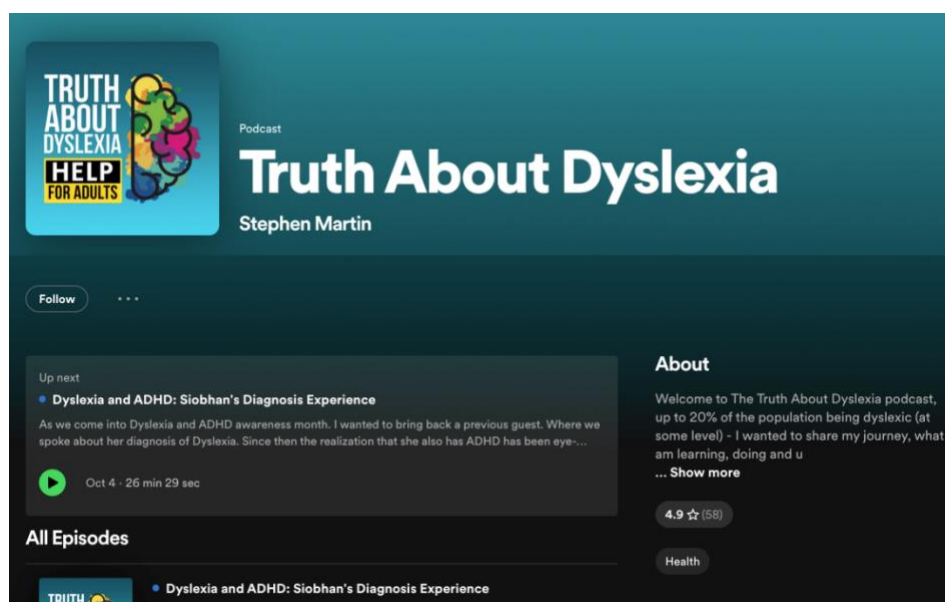 TRUTH
ABOUT
DYSLEXIA
HELP
FOR ADULTS
Podcast
Truth About Dyslexia
Stephen Martin
Follow
Up next
Dyslexia and ADHD: Siobhan's Diagnosis Experience
As we come into Dyslexia and ADHD awareness month. I wanted to bring back a previous guest. Where we
spoke about her diagnosis of Dyslexia. Since then the realization that she also has ADHD has been eye-...
Oct 4 · 26 min 29 sec
About
Welcome to The Truth About Dyslexia podcast,
up to 20% of the population being dyslexic (at
some level) - I wanted to share my journey, what
am learning, doing and u
... Show more
4.9 ☆ (58)
Health
All Episodes
TRUTH
Dyslexia and ADHD: Siobhan's Diagnosis Experience